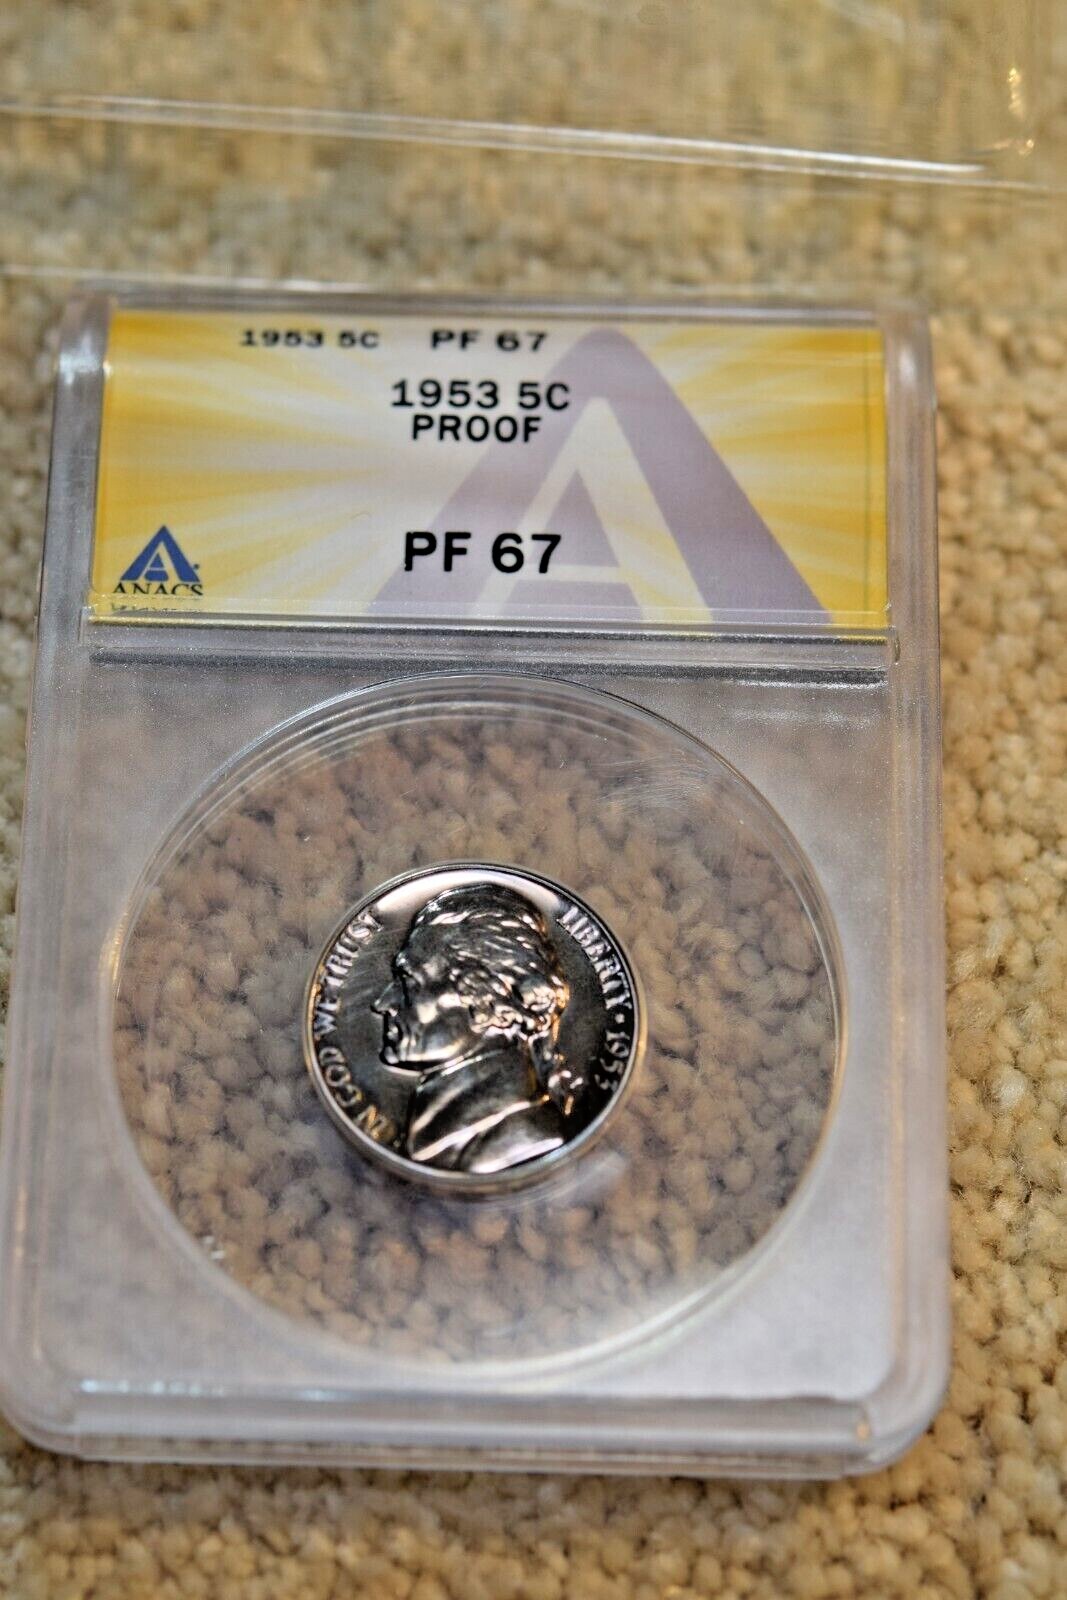 1953 5C PF 67
1953 5C
PROOF
PF 67
ANACS
IN GOD WE TRUST
LIBERTY * 1953